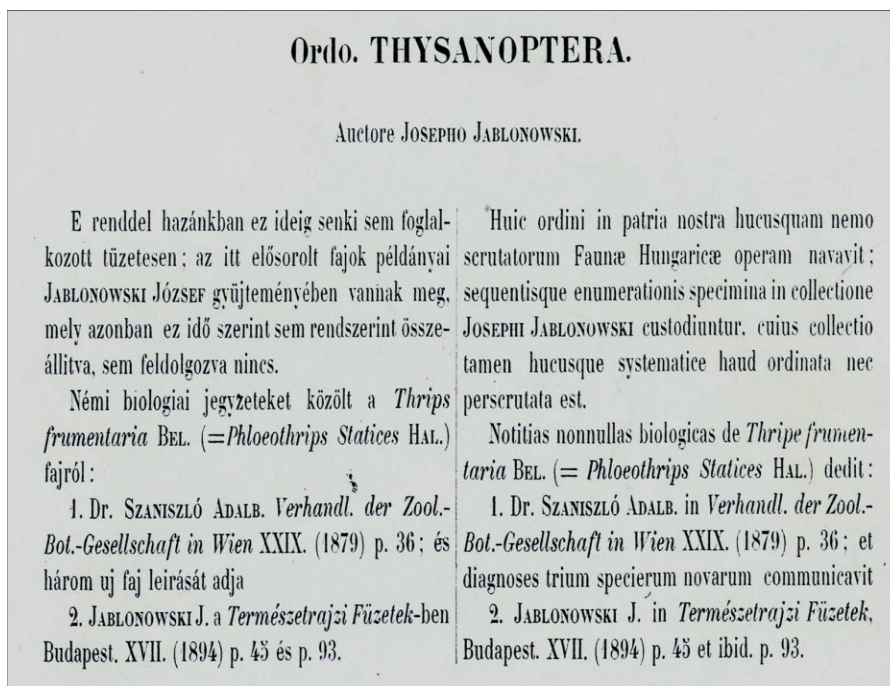 Ordo. THYSANOPTERA.
Auctore JOSEPHO JABLONOWSKI.
E renddel hazánkban ez ideig senki sem foglal-
kozott tüzetesen; az itt elősorolt fajok példányai
JABLONOWSKI JÓZSEF gyüjteményében vannak meg,
mely azonban ez idő szerint sem rendszerint össze-
állitva, sem feldolgozva nincs.
Némi biologiai jegyzeteket közölt a Thrips
frumentaria BEL. (=Phloeothrips Statices HAL.)
fajról:
1. Dr. SZANISZLÓ ADALB. Verhandl. der Zool.-
Bot.-Gesellschaft in Wien XXIX. (1879) p. 36; és
három uj faj leirását adja
2. JABLONOWSKI J. a Természetrajzi Füzetek-ben
Budapest. XVII. (1894) p. 45 és p. 93.
Huic ordini in patria nostra hucusquam nemo
scrutatorum Faunæ Hungaricæ operam navavit;
sequentisque enumerationis specimina in collectione
JOSEPHI JABLONOWSKI custodiuntur, cuius collectio
tamen hucusque systematice haud ordinata nec
perscrutata est.
Notitias nonnullas biologicas de Thripe frumen-
taria BEL. (= Phloeothrips Statices HAL.) dedit:
1. Dr. SZANISZLÓ ADALB. in Verhandl. der Zool.-
Bot.-Gesellschaft in Wien XXIX. (1879) p. 36; et
diagnoses trium specierum novarum communicavit
2. JABLONOWSKI J. in Természetrajzi Füzetek,
Budapest. XVII. (1894) p. 45 et ibid. p. 93.